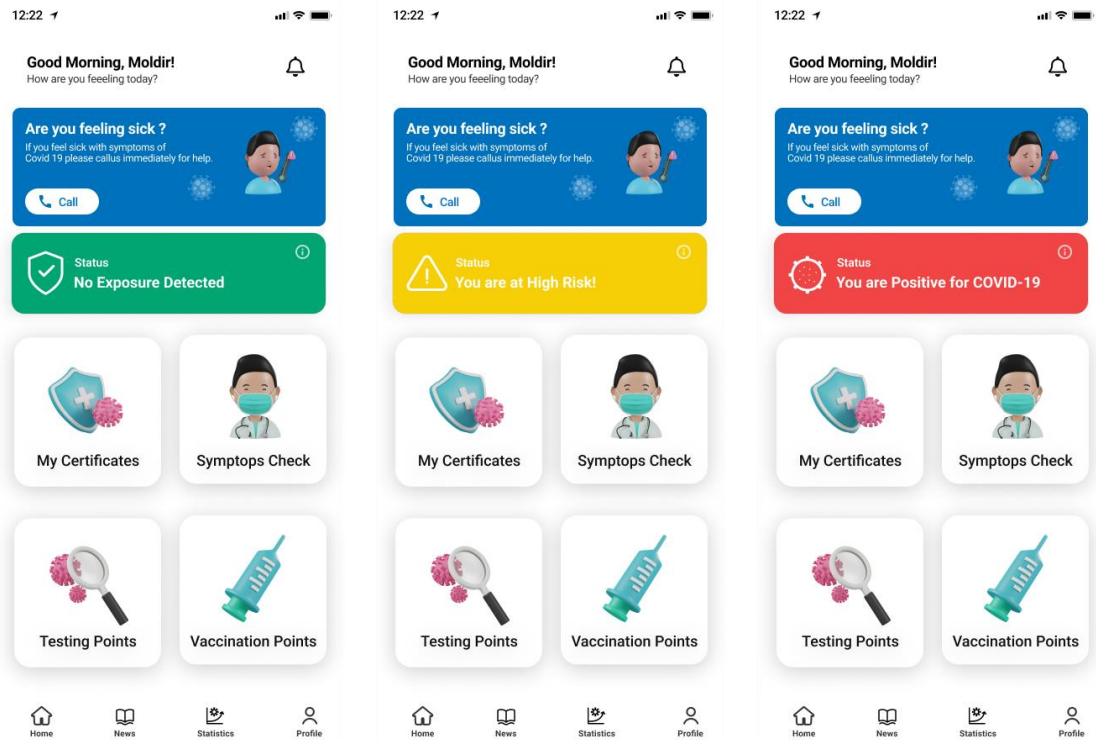 12:22
Good Morning, Moldir!
How are you feeeling today?
Are you feeling sick ?
If you feel sick with symptoms of
Covid 19 please callus immediately for help.
Call
Status
No Exposure Detected
My Certificates
Symptops Check
Testing Points
Vaccination Points
Home
News
Statistics
Profile
12:22
Good Morning, Moldir!
How are you feeeling today?
Are you feeling sick ?
If you feel sick with symptoms of
Covid 19 please callus immediately for help.
Call
Status
You are at High Risk!
My Certificates
Symptops Check
Testing Points
Vaccination Points
Home
News
Statistics
Profile
12:22
Good Morning, Moldir!
How are you feeeling today?
Are you feeling sick ?
If you feel sick with symptoms of
Covid 19 please callus immediately for help.
Call
Status
You are Positive for COVID-19
My Certificates
Symptops Check
Testing Points
Vaccination Points
Home
News
Statistics
Profile